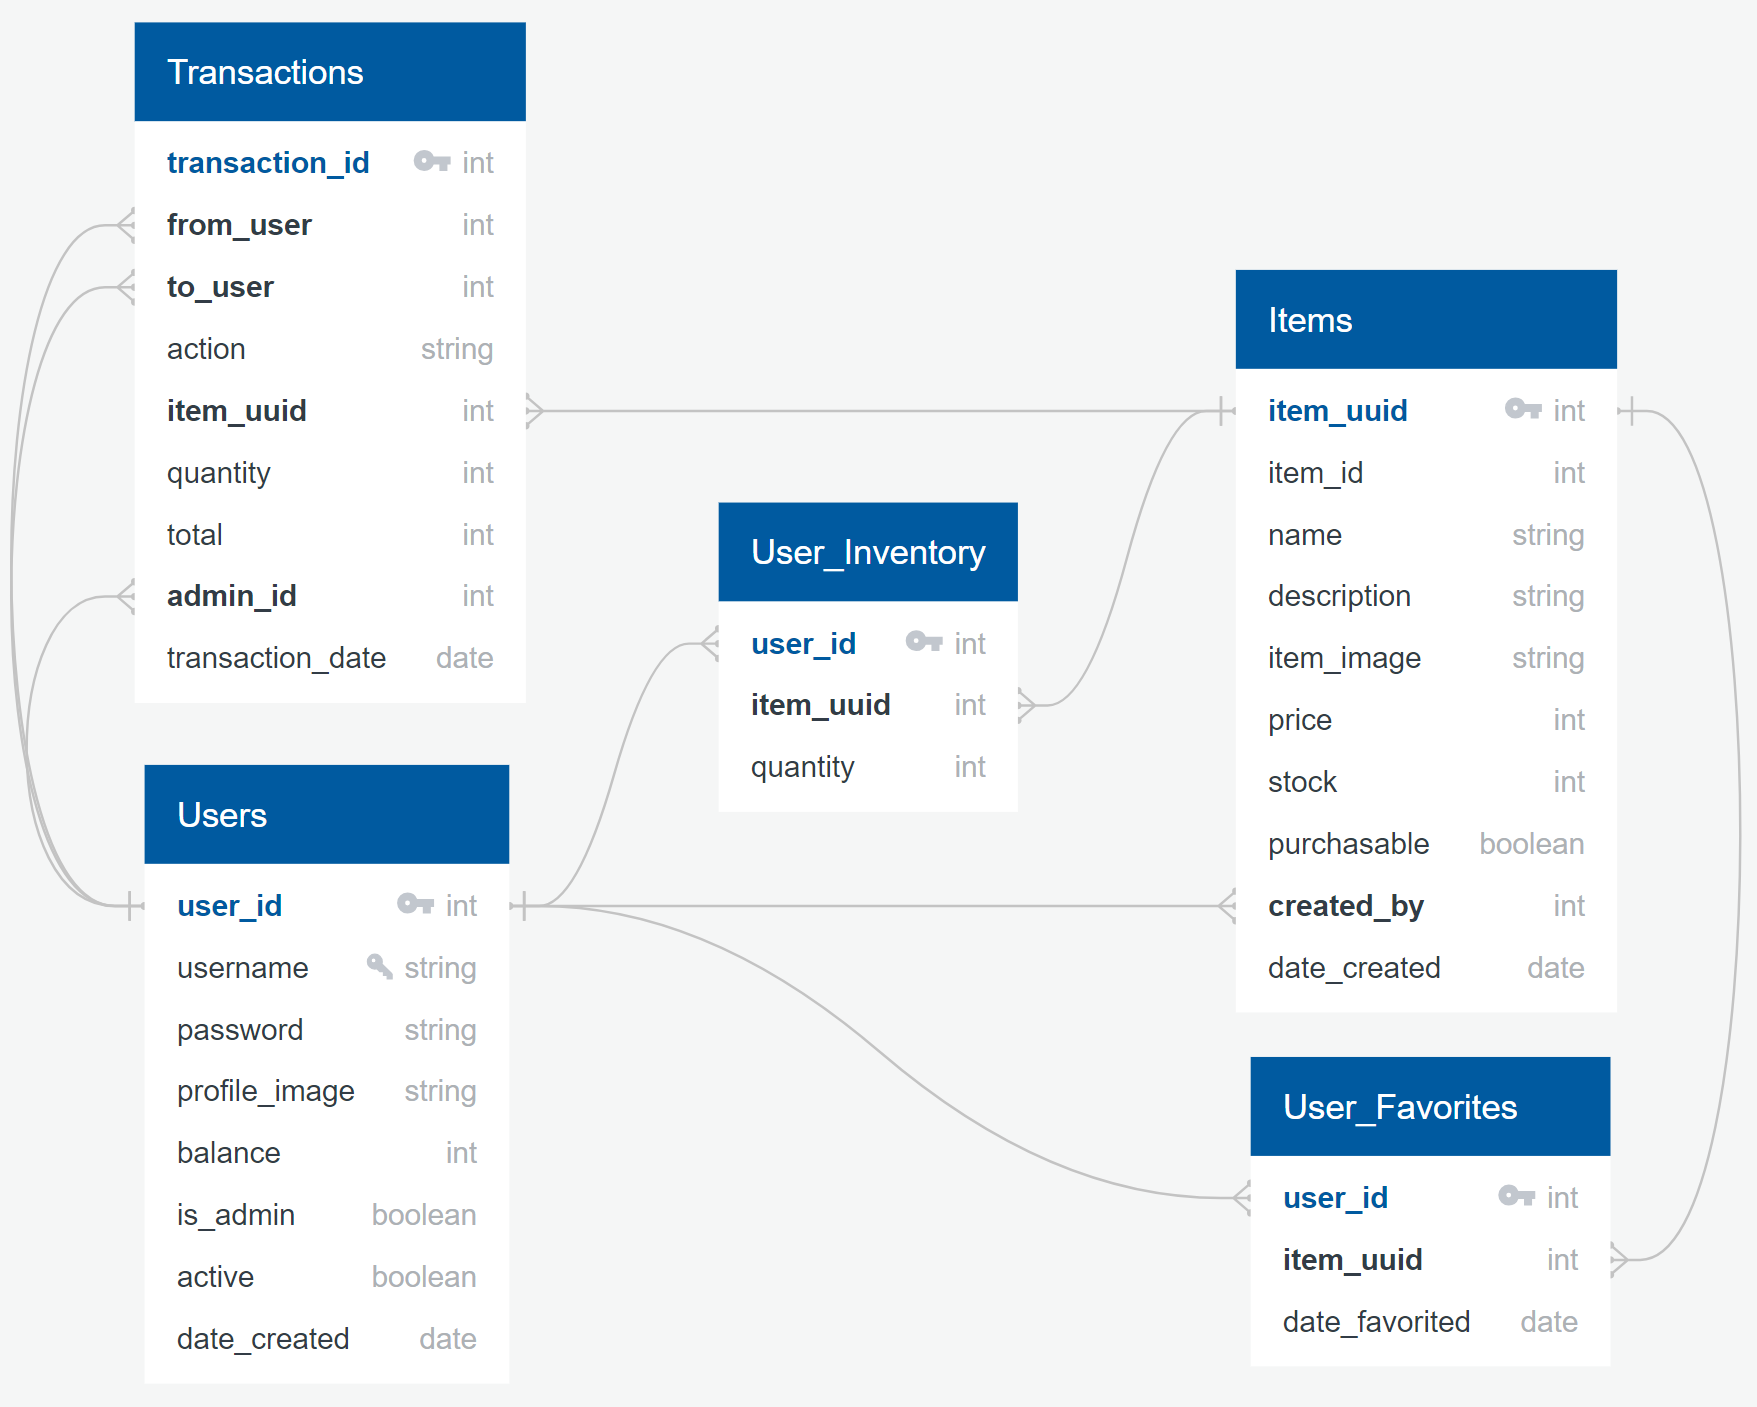 Transactions
transaction_id int
from_user int
to_user int
action string
item_uuid int
quantity int
total int
admin_id int
transaction_date date
Users
user_id int
username string
password string
profile_image string
balance int
is_admin boolean
active boolean
date_created date
User_Inventory
user_id int
item_uuid int
quantity int
Items
item_uuid int
item_id int
name string
description string
item_image string
price int
stock int
purchasable boolean
created_by int
date_created date
User_Favorites
user_id int
item_uuid int
date_favorited date